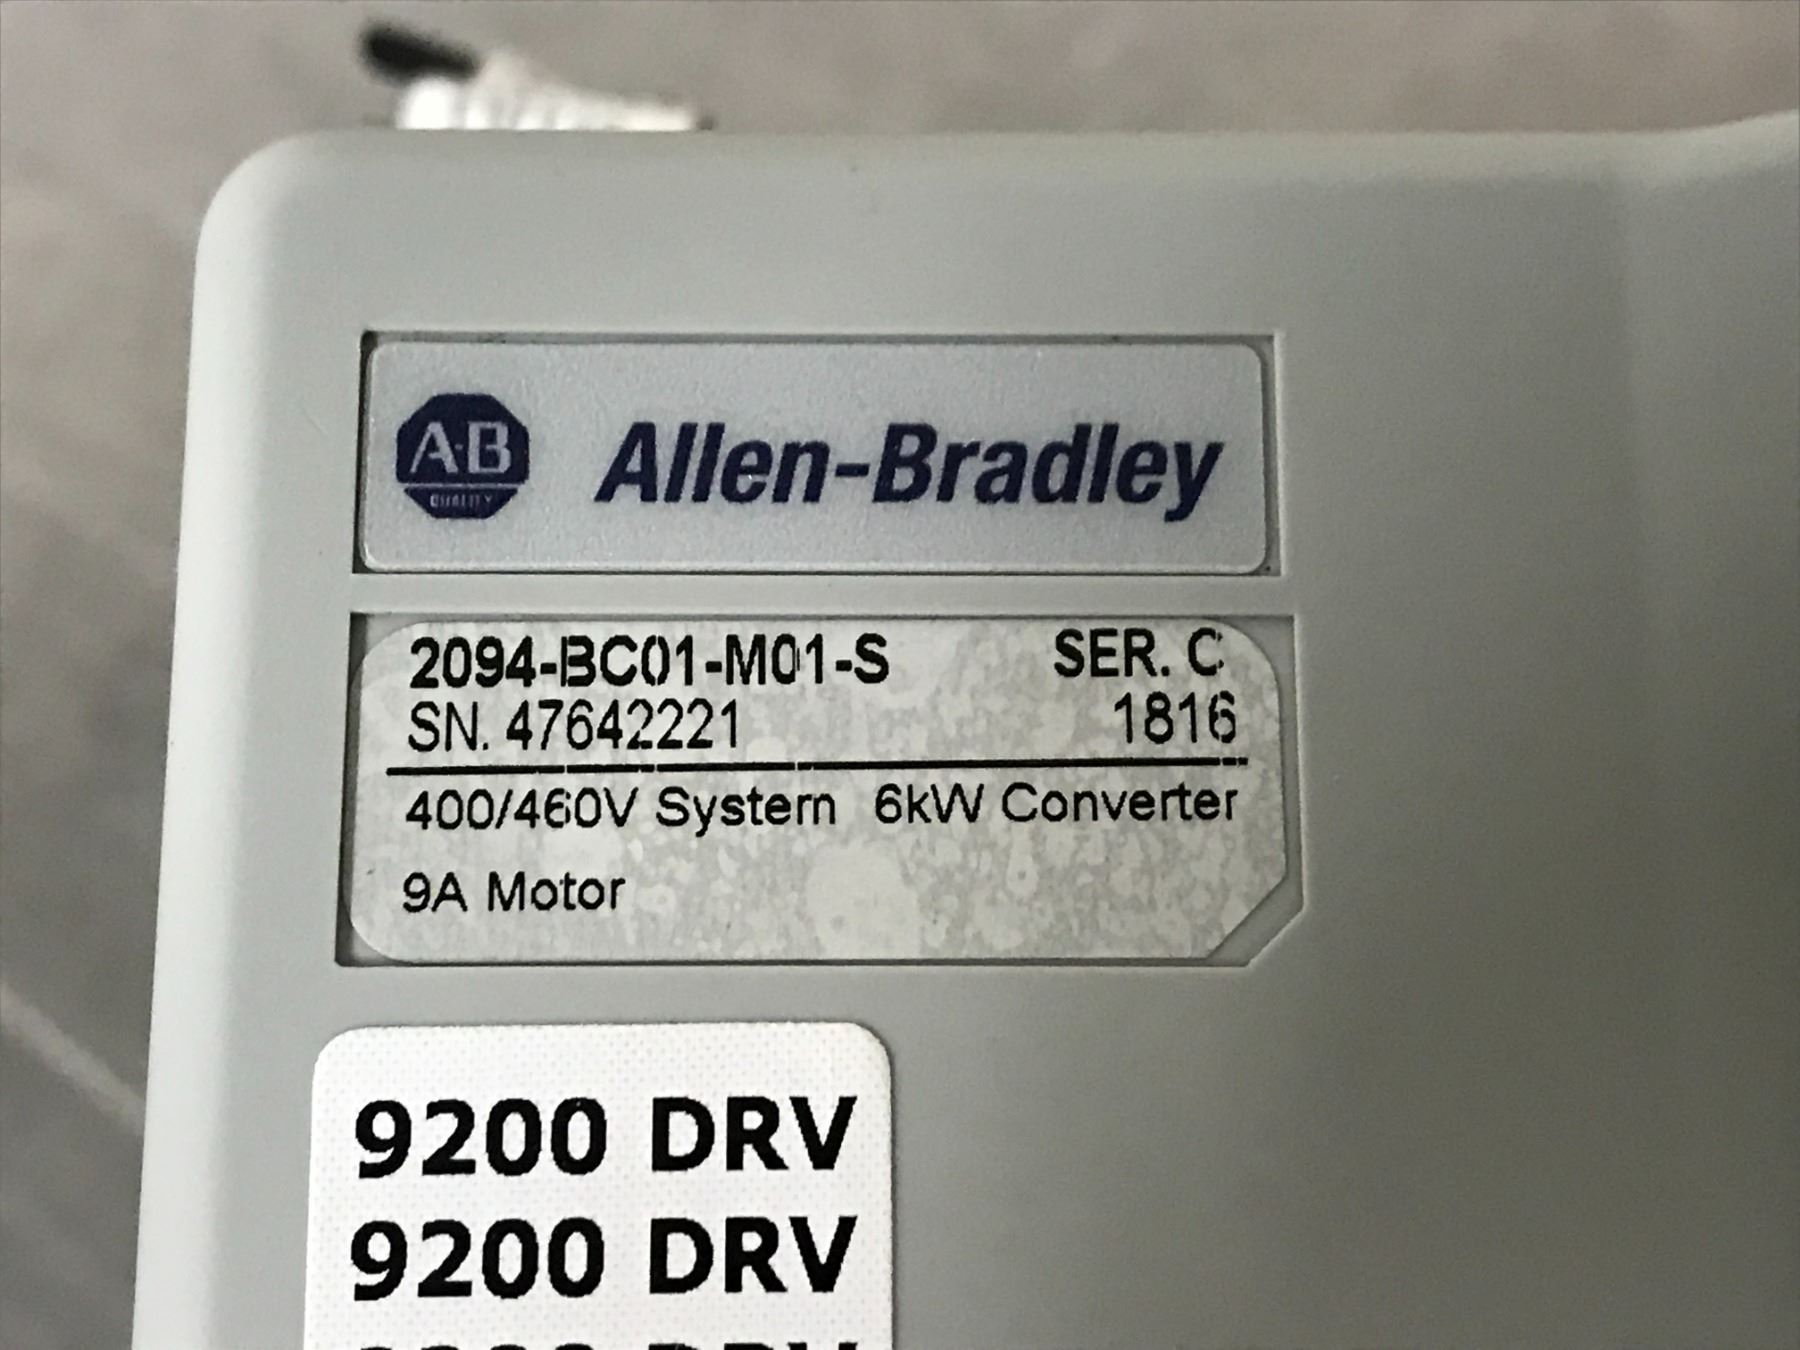 A·B
QUALITY
Allen-Bradley
2094-BC01-M01-S SER. C
SN. 47642221 1816
400/460V System 6kW Converter
9A Motor
9200 DRV
9200 DRV